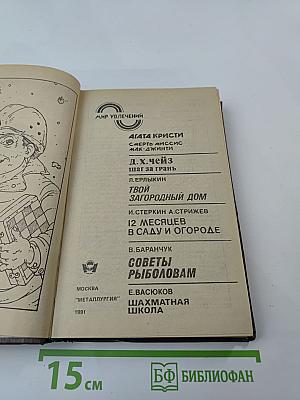 МИР УВЛЕЧЕНИЙ
АГАТА КРИСТИ
СМЕРТЬ МИССИС
МАК-ДЖИНТИ
Д.Х.ЧЕЙЗ
ШАГ ЗА ГРАНЬ
Л.ЕРЛЫКИН
ТВОЙ
ЗАГОРОДНЫЙ ДОМ
И.СТЕРКИН А.СТРИЖЕВ
12 МЕСЯЦЕВ
В САДУ И ОГОРОДЕ
В.БАРАНЧУК
СОВЕТЫ
РЫБОЛОВАМ
Е.ВАСЮКОВ
ШАХМАТНАЯ
ШКОЛА
МОСКВА
"МЕТАЛЛУРГИЯ"
1991
15 см
БФ БИБЛИОФАН